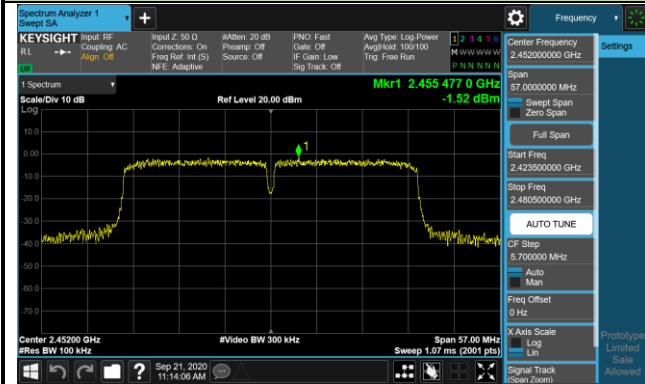 Spectrum Analyzer 1
Swept SA
+
Frequency
KEYSIGHT Input: RF Input Z: 50 Ω #Atten: 20 dB PNO: Fast Avg Type: Log-Power 1 2 3 4 5 6
RL Coupling: AC Corrections: On Preamp: Off Gate: Off Avg|Hold: 100/100 M W W W W W
Align: Off Freq Ref: Int (S) Source: Off IF Gain: Low Trig: Free Run
NFE: Adaptive Sig Track: Off P N N N N N
1 Spectrum
Mkr1 2.455 477 0 GHz
Scale/Div 10 dB Ref Level 20.00 dBm -1.52 dBm
Log
10.0
0.00
-10.0
-20.0
-30.0
-40.0
-50.0
-60.0
-70.0
1
Center 2.45200 GHz #Video BW 300 kHz Span 57.00 MHz
#Res BW 100 kHz Sweep 1.07 ms (2001 pts)
Sep 21, 2020
11:14:06 AM
?
Center Frequency
2.452000000 GHz
Settings
Span
57.0000000 MHz
Swept Span
Zero Span
Full Span
Start Freq
2.423500000 GHz
Stop Freq
2.480500000 GHz
AUTO TUNE
CF Step
5.700000 MHz
Auto
Man
Freq Offset
0 Hz
X Axis Scale
Log
Lin
Signal Track
(Span Zoom)
Prototype
Limited
Sale
Allowed